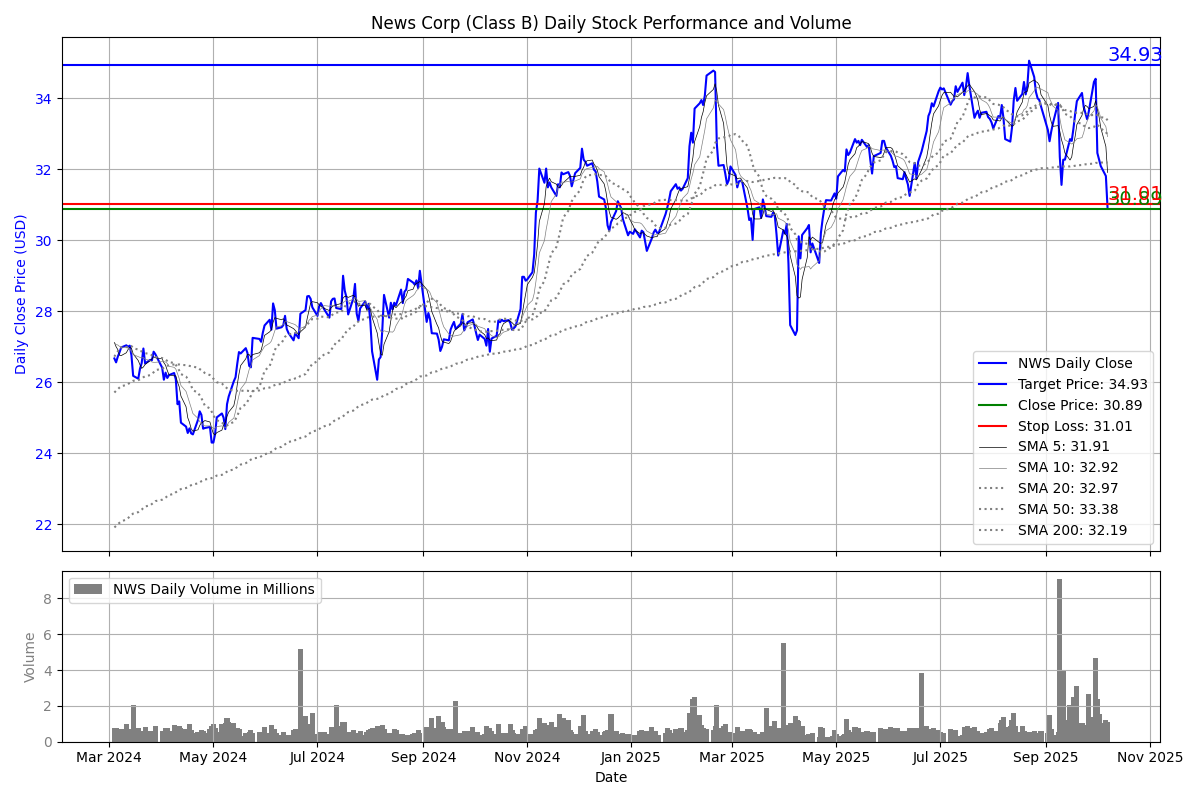 News Corp (Class B) Daily Stock Performance and Volume
Daily Close Price (USD)
34
32
30
28
26
24
22
34.93
31.01
30.89
NWS Daily Close
Target Price: 34.93
Close Price: 30.89
Stop Loss: 31.01
SMA 5: 31.91
SMA 10: 32.92
SMA 20: 32.97
SMA 50: 33.38
SMA 200: 32.19
NWS Daily Volume in Millions
Volume
8
6
4
2
0
Mar 2024
May 2024
Jul 2024
Sep 2024
Nov 2024
Jan 2025
Mar 2025
May 2025
Jul 2025
Sep 2025
Nov 2025
Date